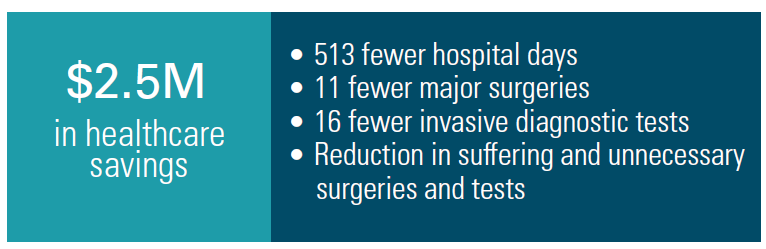 $2.5M
in healthcare
savings
• 513 fewer hospital days
• 11 fewer major surgeries
• 16 fewer invasive diagnostic tests
• Reduction in suffering and unnecessary
surgeries and tests